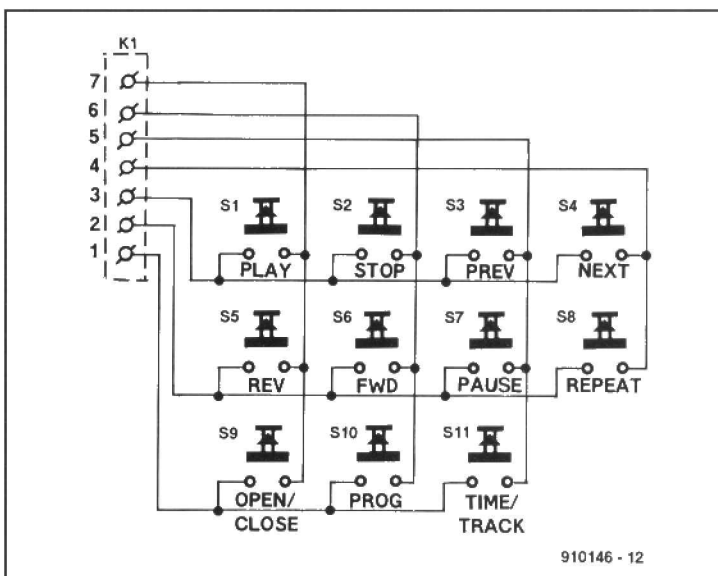 K1
7
6
5
4
3
2
1
S1 S2 S3 S4
PLAY STOP PREV NEXT
S5 S6 S7 S8
REV FWD PAUSE REPEAT
S9 S10 S11
OPEN/ PROG TIME/
CLOSE TRACK
910146 - 12